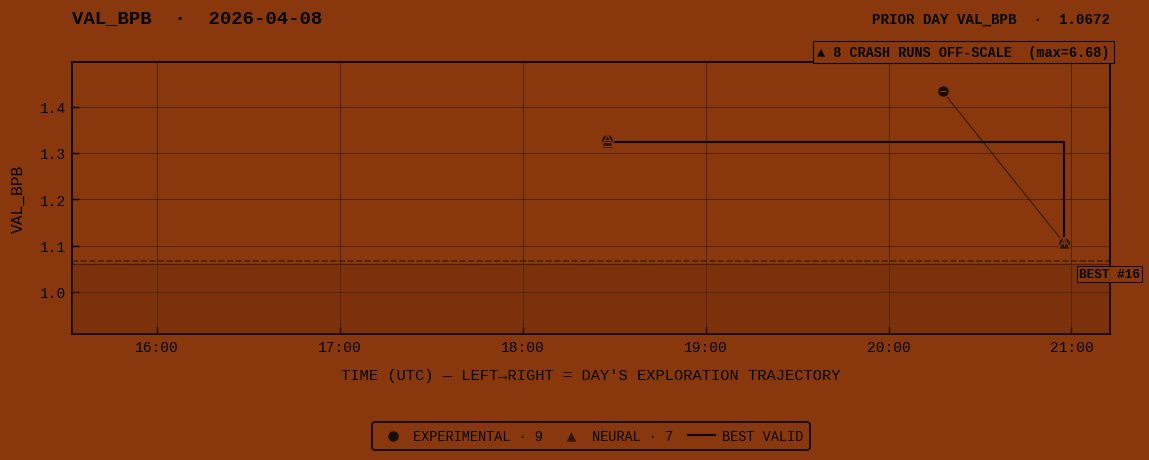 VAL_BPB · 2026-04-08
PRIOR DAY VAL_BPB · 1.0672
▲ 8 CRASH RUNS OFF-SCALE (max=6.68)
1.4
1.3
1.2
1.1
1.0
VAL_BPB
BEST #16
16:00 17:00 18:00 19:00 20:00 21:00
TIME (UTC) — LEFT→RIGHT = DAY'S EXPLORATION TRAJECTORY
EXPERIMENTAL · 9 NEURAL · 7 BEST VALID